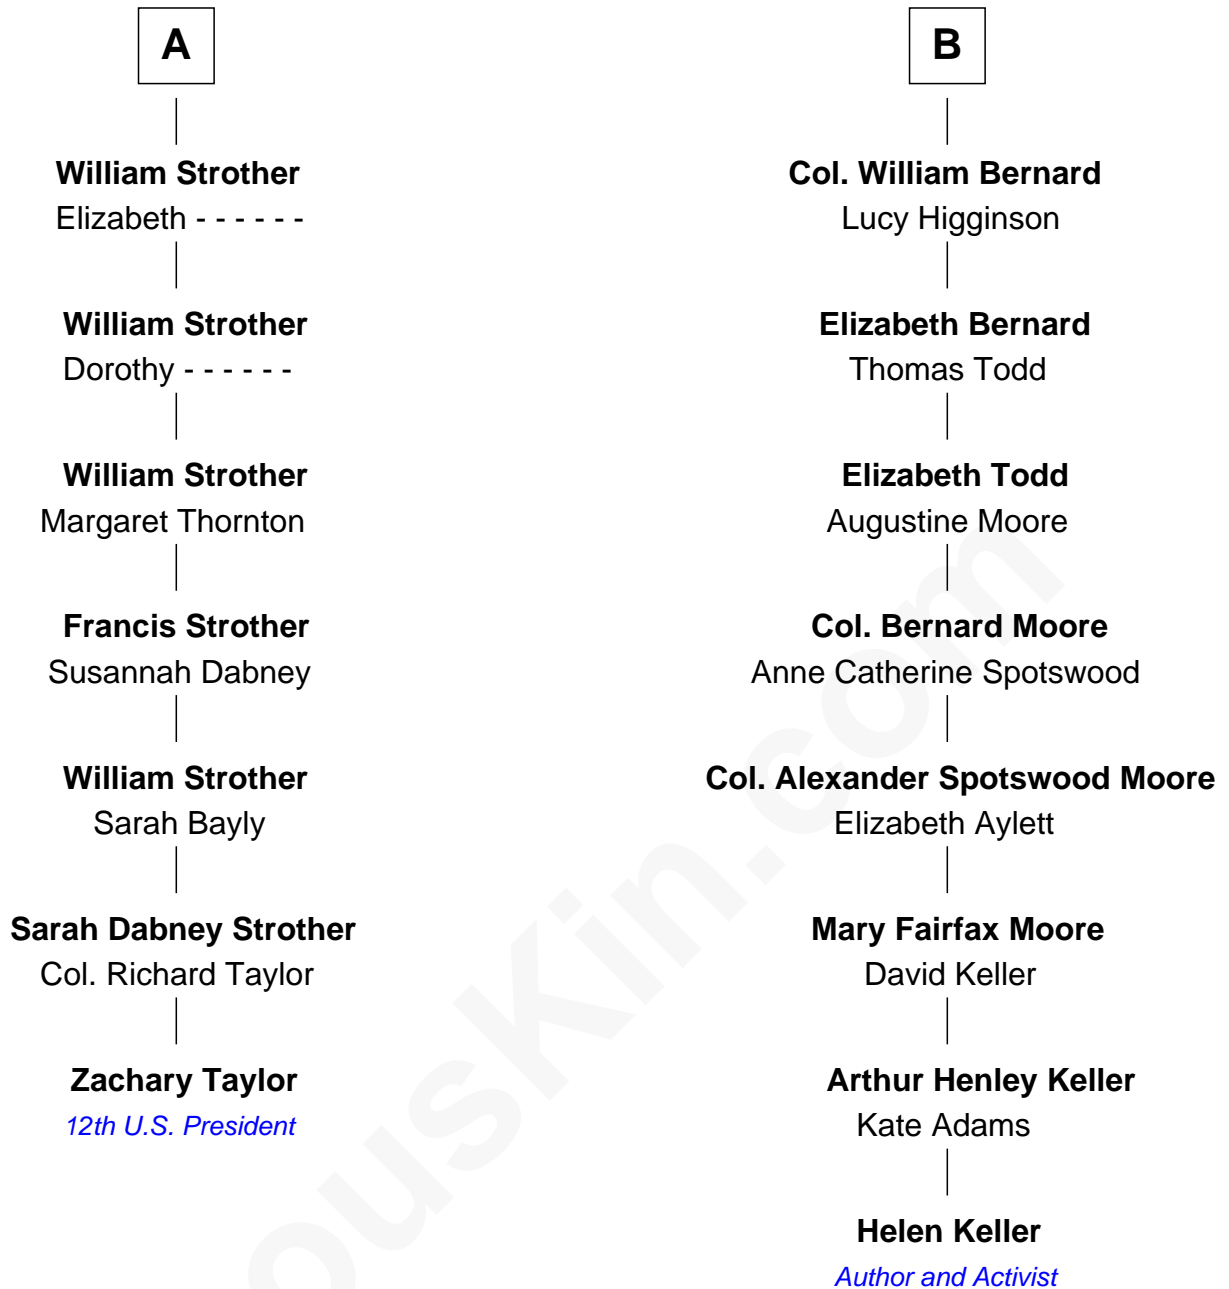 A
William Strother
Elizabeth - - - - - -
William Strother
Dorothy - - - - - -
William Strother
Margaret Thornton
Francis Strother
Susannah Dabney
William Strother
Sarah Bayly
Sarah Dabney Strother
Col. Richard Taylor
Zachary Taylor
12th U.S. President
B
Col. William Bernard
Lucy Higginson
Elizabeth Bernard
Thomas Todd
Elizabeth Todd
Augustine Moore
Col. Bernard Moore
Anne Catherine Spotswood
Col. Alexander Spotswood Moore
Elizabeth Aylett
Mary Fairfax Moore
David Keller
Arthur Henley Keller
Kate Adams
Helen Keller
Author and Activist
ousKin.com